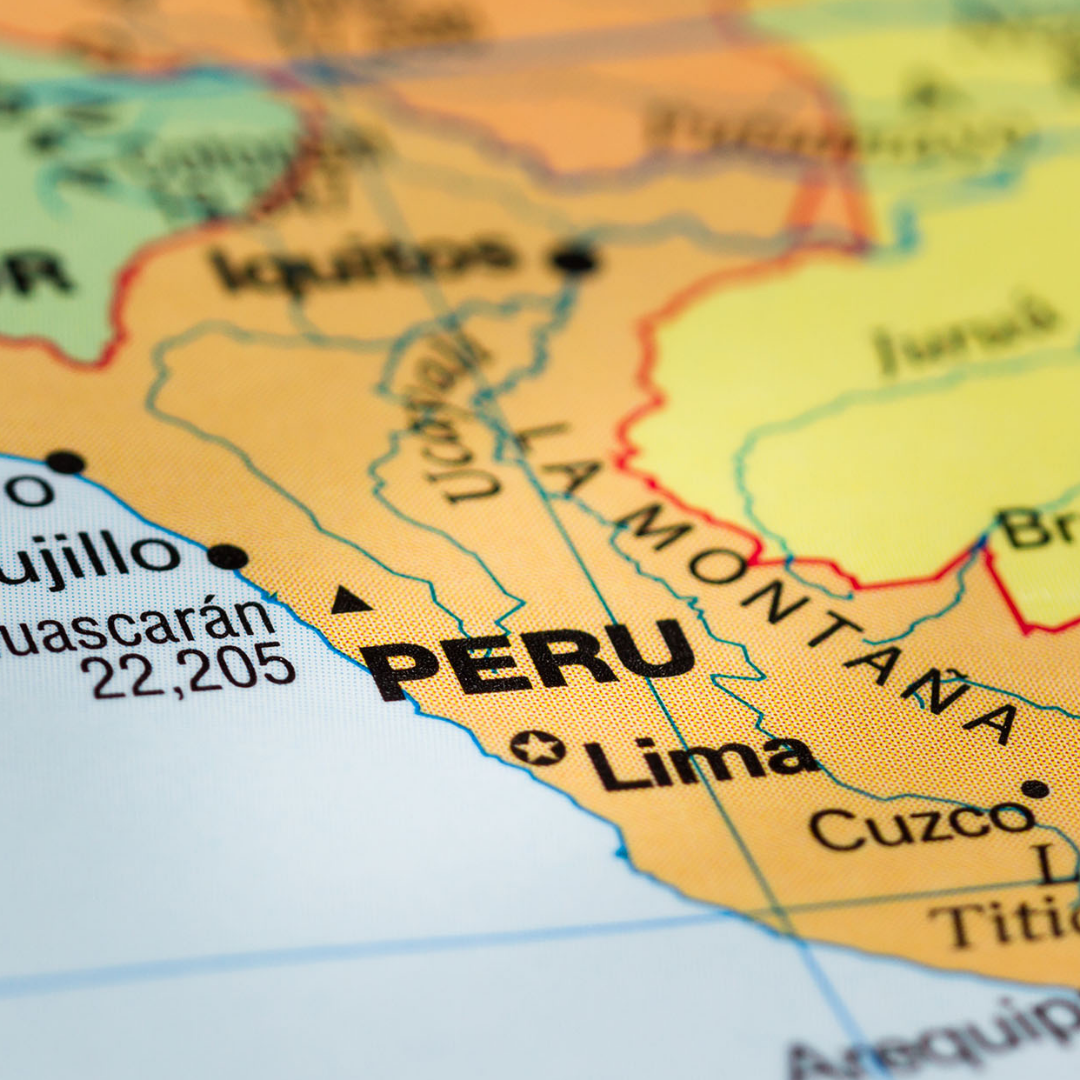 R
Iquitos
Juruá
Ucayali
LA MONTAÑA
o
ujillo
uascarán
22,205
PERU
Lima
Br
Cuzco
L
Titic
Arequip